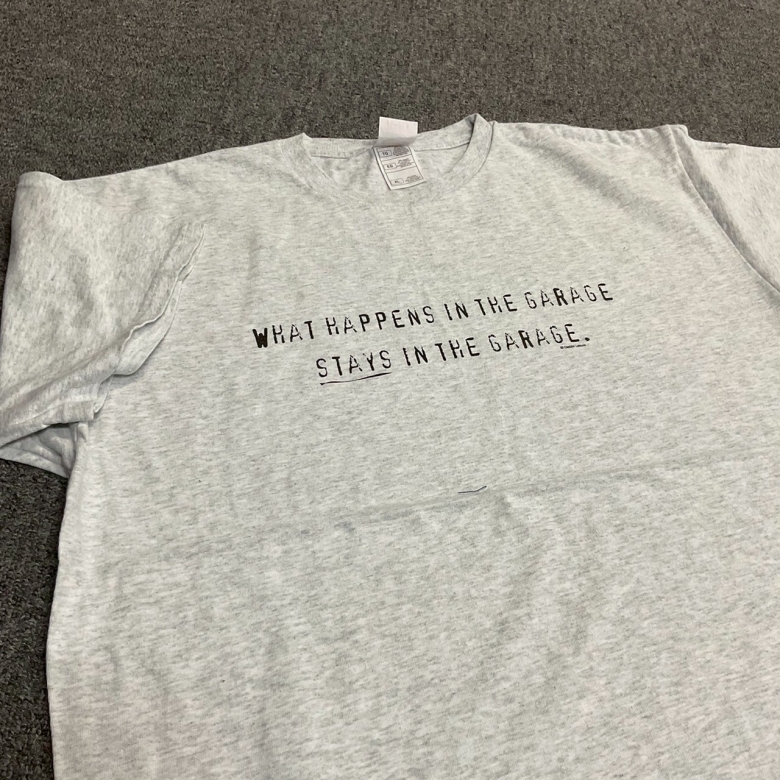 WHAT HAPPENS IN THE GARAGE
STAYS IN THE GARAGE.